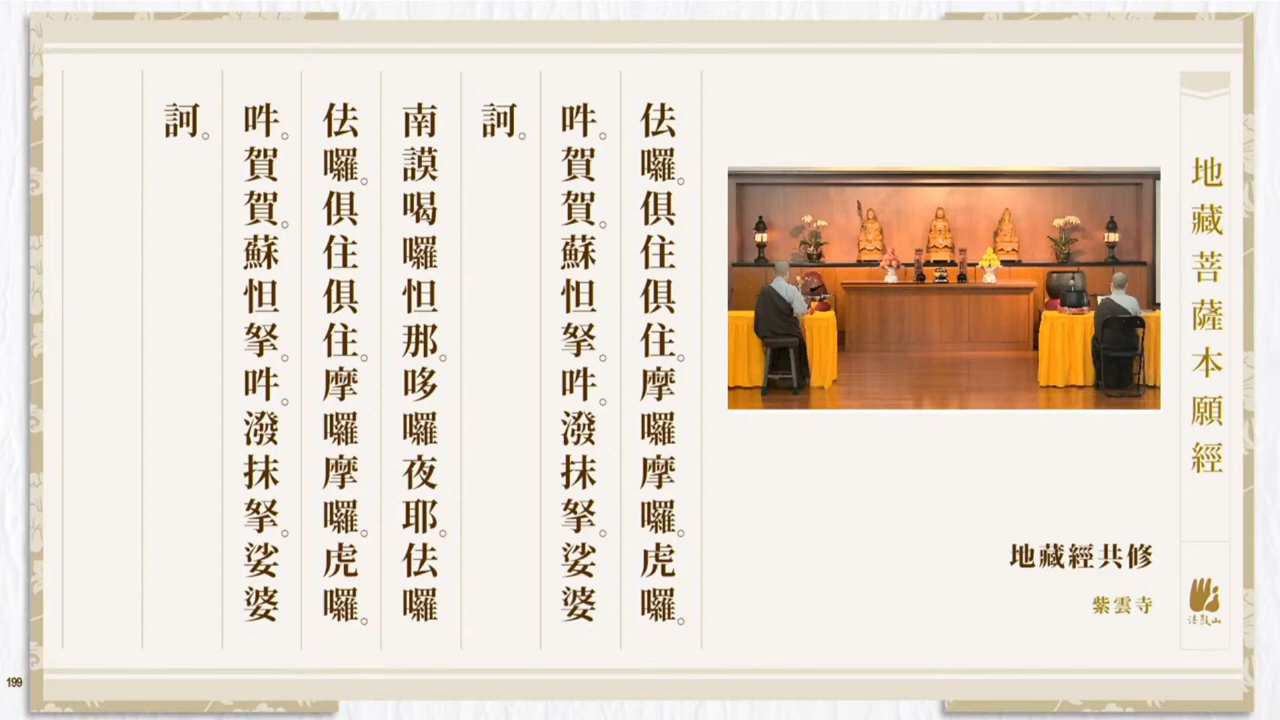 地藏菩薩本願經
法鼓山
地藏經共修
紫雲寺
佉囉。俱住俱住。摩囉摩囉。虎囉。
吽。賀賀。蘇怛拏。吽。潑抹拏。娑婆
訶。
南謨喝囉怛那。哆囉夜耶。佉囉
佉囉。俱住俱住。摩囉摩囉。虎囉。
吽。賀賀。蘇怛拏。吽。潑抹拏。娑婆
訶。
199